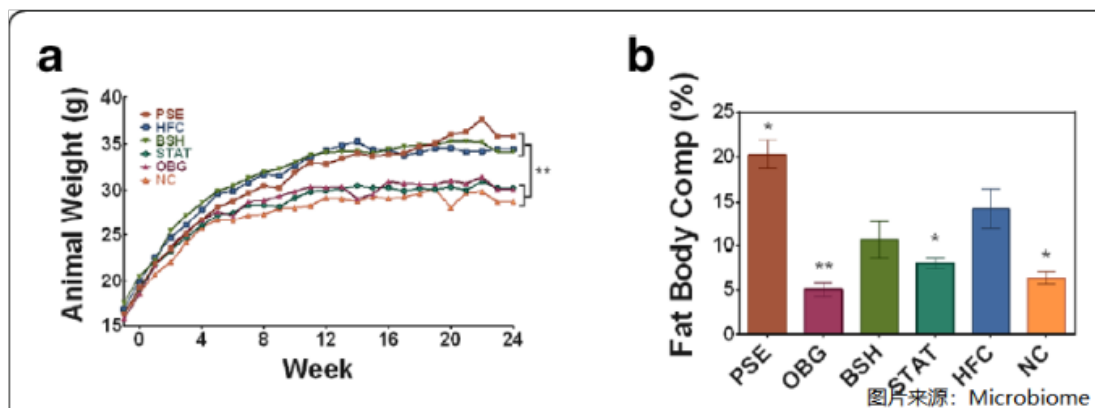 a
Animal Weight (g)
40
35
30
25
20
15
PSE
HFC
BSH
STAT
OBG
NC
**
0 4 8 12 16 20 24
Week
b
Fat Body Comp (%)
25
20
15
10
5
0
*
**
*
*
PSE OBG BSH STAT HFC NC
图片来源：Microbiome